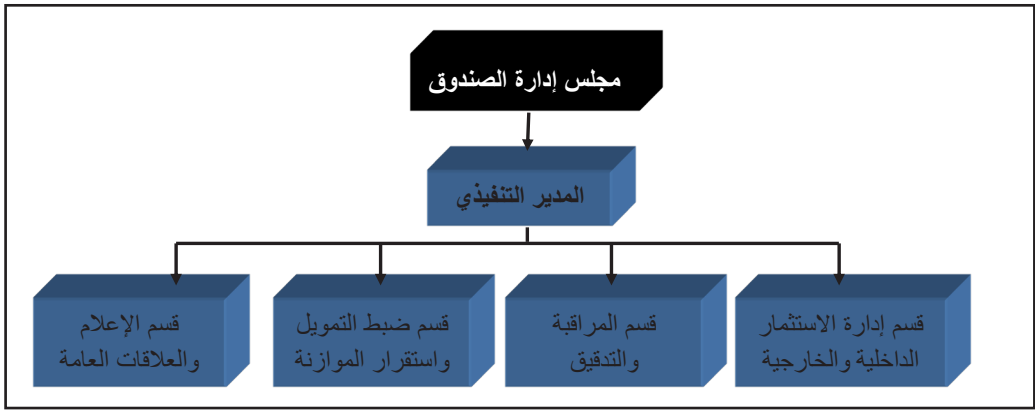 مجلس إدارة الصندوق
المدير التنفيذي
قسم إدارة الاستثمار
الداخلية والخارجية
قسم المراقبة
والتدقيق
قسم ضبط التمويل
واستقرار الموازنة
قسم الإعلام
والعلاقات العامة